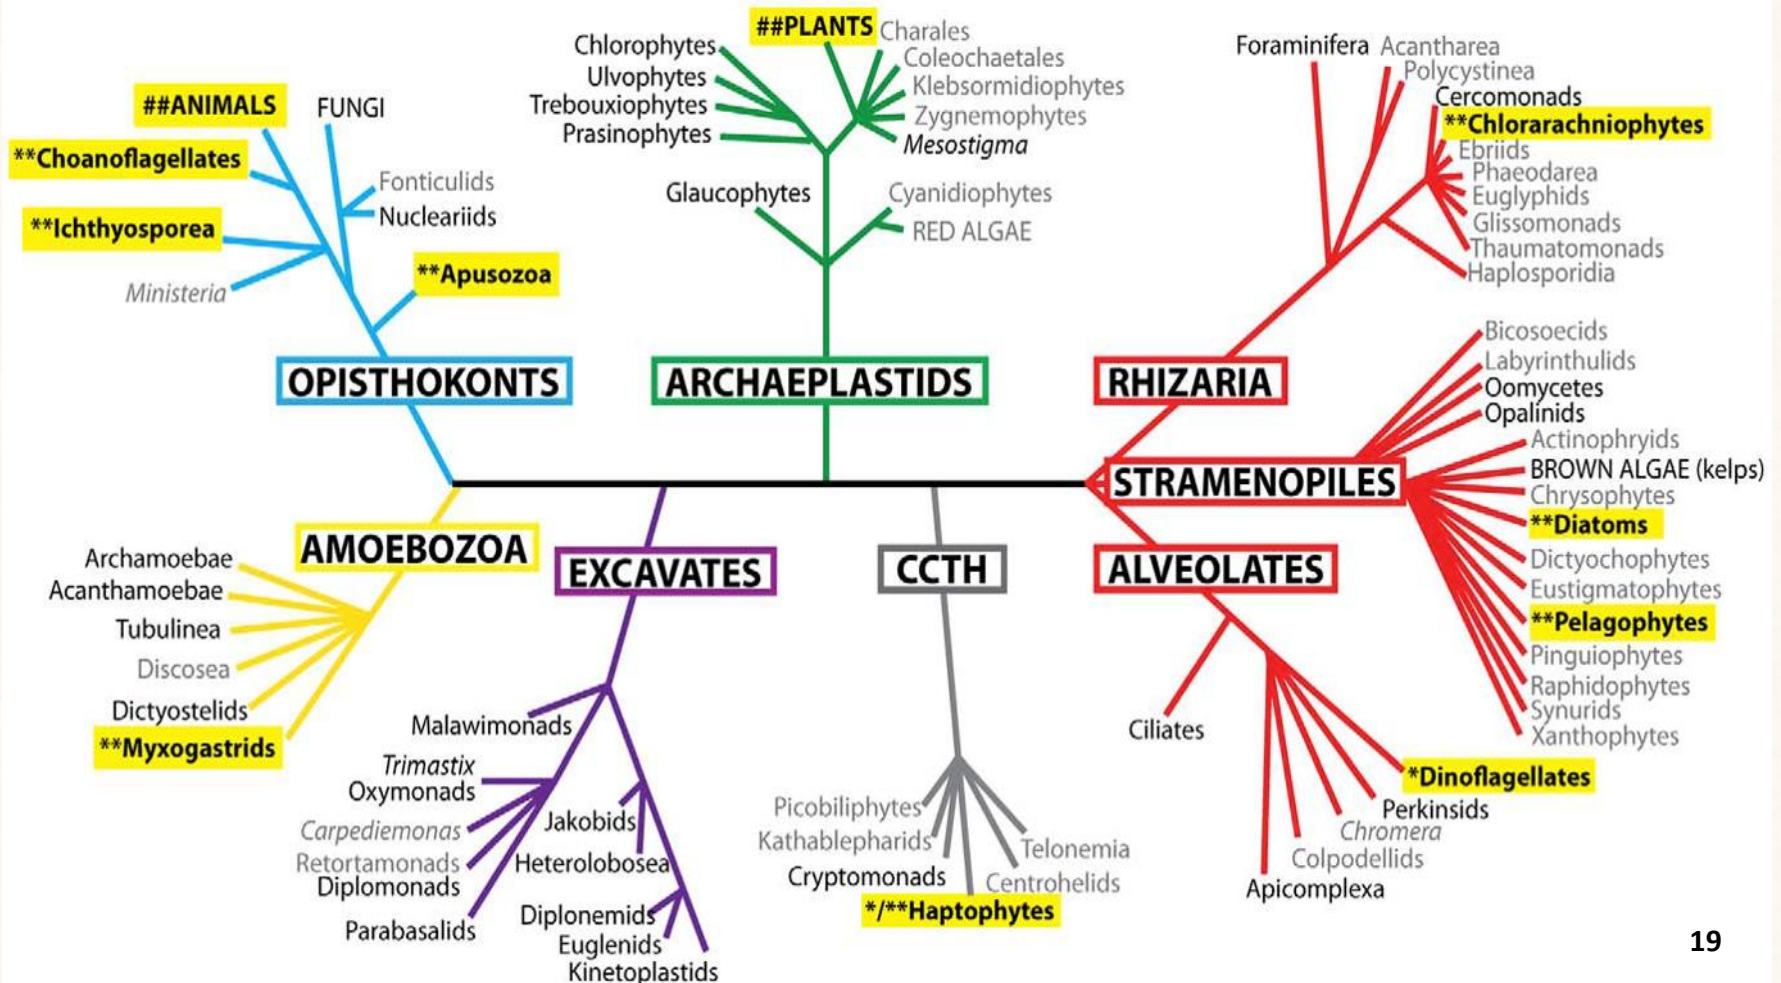 ##ANIMALS
FUNGI
**Choanoflagellates
Fonticulids
Nucleariids
**Ichthyosporea
**Apusozoa
Ministeria
OPISTHOKONTS
##PLANTS
Charales
Chlorophytes
Coleochaetales
Ulvophytes
Klebsormidiophytes
Trebouxiophytes
Zygnemophytes
Prasinophytes
Mesostigma
Glaucophytes
Cyanidiophytes
RED ALGAE
ARCHAEPLASTIDS
Foraminifera
Acantharea
Polycystinea
Cercomonads
**Chlorarachniophytes
Ebriids
Phaeodarea
Euglyphids
Glissomonads
Thaumatomonads
Haplosporidia
RHIZARIA
Bicosoecids
Labyrinthulids
Oomycetes
Opalinids
Actinophryids
STRAMENOPILES
BROWN ALGAE (kelps)
Chrysophytes
**Diatoms
Dictyochophytes
Eustigmatophytes
**Pelagophytes
Pinguiophytes
Raphidophytes
Synurids
Xanthophytes
AMOEBOZOA
Archamoebae
Acanthamoebae
Tubulinea
Discosea
Dictyostelids
**Myxogastrids
EXCAVATES
Malawimonads
Trimastix
Oxymonads
Carpediemonas
Retortamonads
Diplomonads
Parabasalids
Jakobids
Heterolobosea
Diplonemids
Euglenids
Kinetoplastids
CCTH
Picobiliphytes
Kathablepharids
Cryptomonads
*/**Haptophytes
Telonemia
Centrohelids
ALVEOLATES
Ciliates
*Dinoflagellates
Perkinsids
Chromera
Colpodellids
Apicomplexa
19